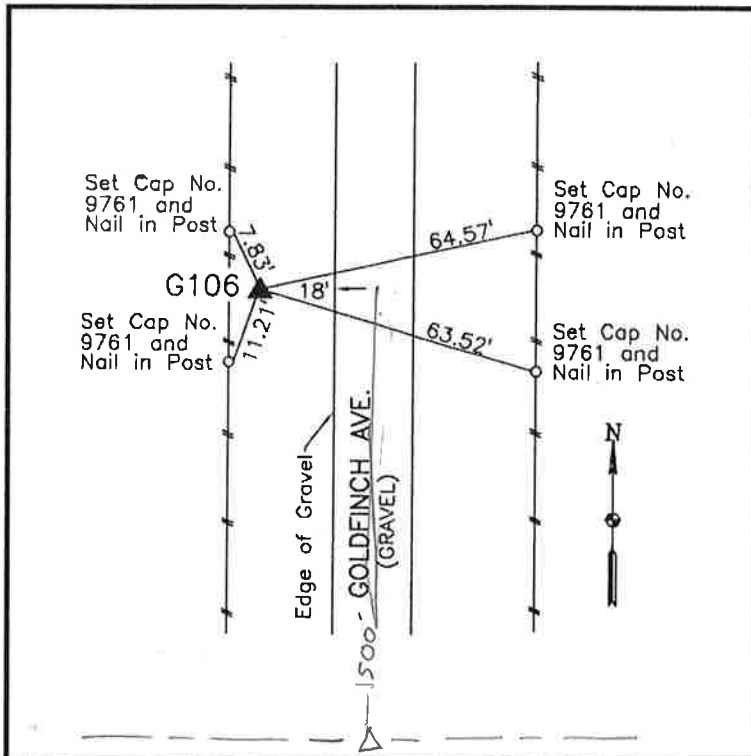 Set Cap No.
9761 and
Nail in Post
7.83'
G106
11.21'
Set Cap No.
9761 and
Nail in Post
18'
64.57'
63.52'
Set Cap No.
9761 and
Nail in Post
Set Cap No.
9761 and
Nail in Post
N
Edge of Gravel
GOLDFINCH AVE.
(GRAVEL)
1500'